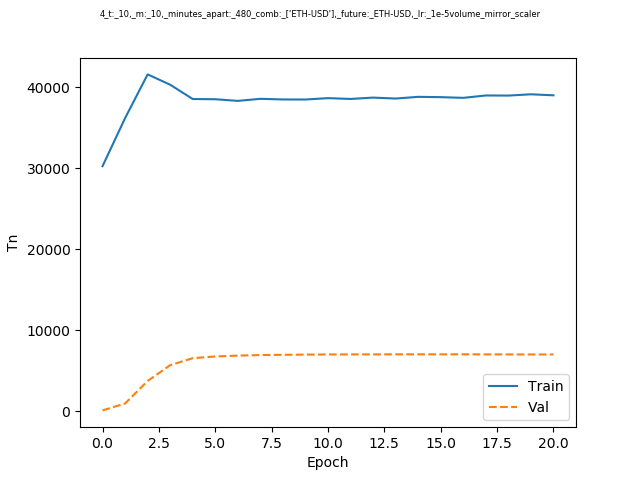 4_t:_10,_m:_10,_minutes_apart:_480_comb:_['ETH-USD'],_future:_ETH-USD,_lr:_1e-5volume_mirror_scaler
40000
30000
20000
10000
0
Tn
Train
Val
0.0 2.5 5.0 7.5 10.0 12.5 15.0 17.5 20.0
Epoch